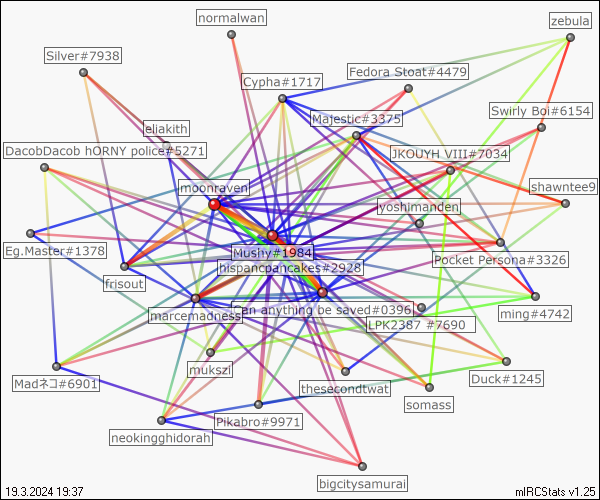 normalwan
zebula
Silver#7938
Fedora Stoat#4479
Cypha#1717
Swirly Boi#6154
Majestic#3375
eliakith
DacobDacob hORNY police#5271
JKOUYH_VIII#7034
moonraven
shawntee9
yoshimanden
Eg.Master#1378
Mushy#1984
Pocket Persona#3326
hispancpancakes#2928
frisout
Can anything be saved#0396
marcemadness
ming#4742
LPK2387 #7690
mukszi
Duck#1245
Madネコ#6901
thesecondtwat
somass
Pikabro#9971
neokingghidorah
bigcitysamurai
19.3.2024 19:37
mIRCStats v1.25